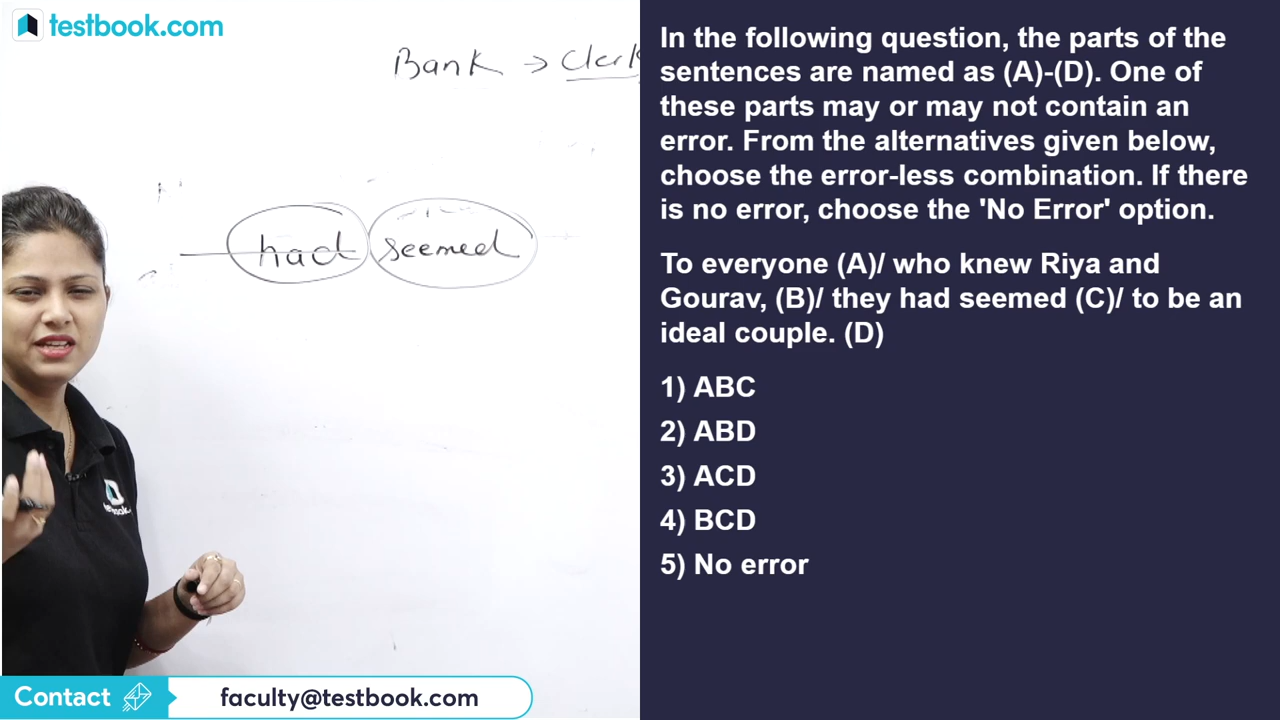 testbook.com
Bank → Clerk
had seemed
In the following question, the parts of the
sentences are named as (A)-(D). One of
these parts may or may not contain an
error. From the alternatives given below,
choose the error-less combination. If there
is no error, choose the 'No Error' option.
To everyone (A)/ who knew Riya and
Gourav, (B)/ they had seemed (C)/ to be an
ideal couple. (D)
1) ABC
2) ABD
3) ACD
4) BCD
5) No error
Contact faculty@testbook.com